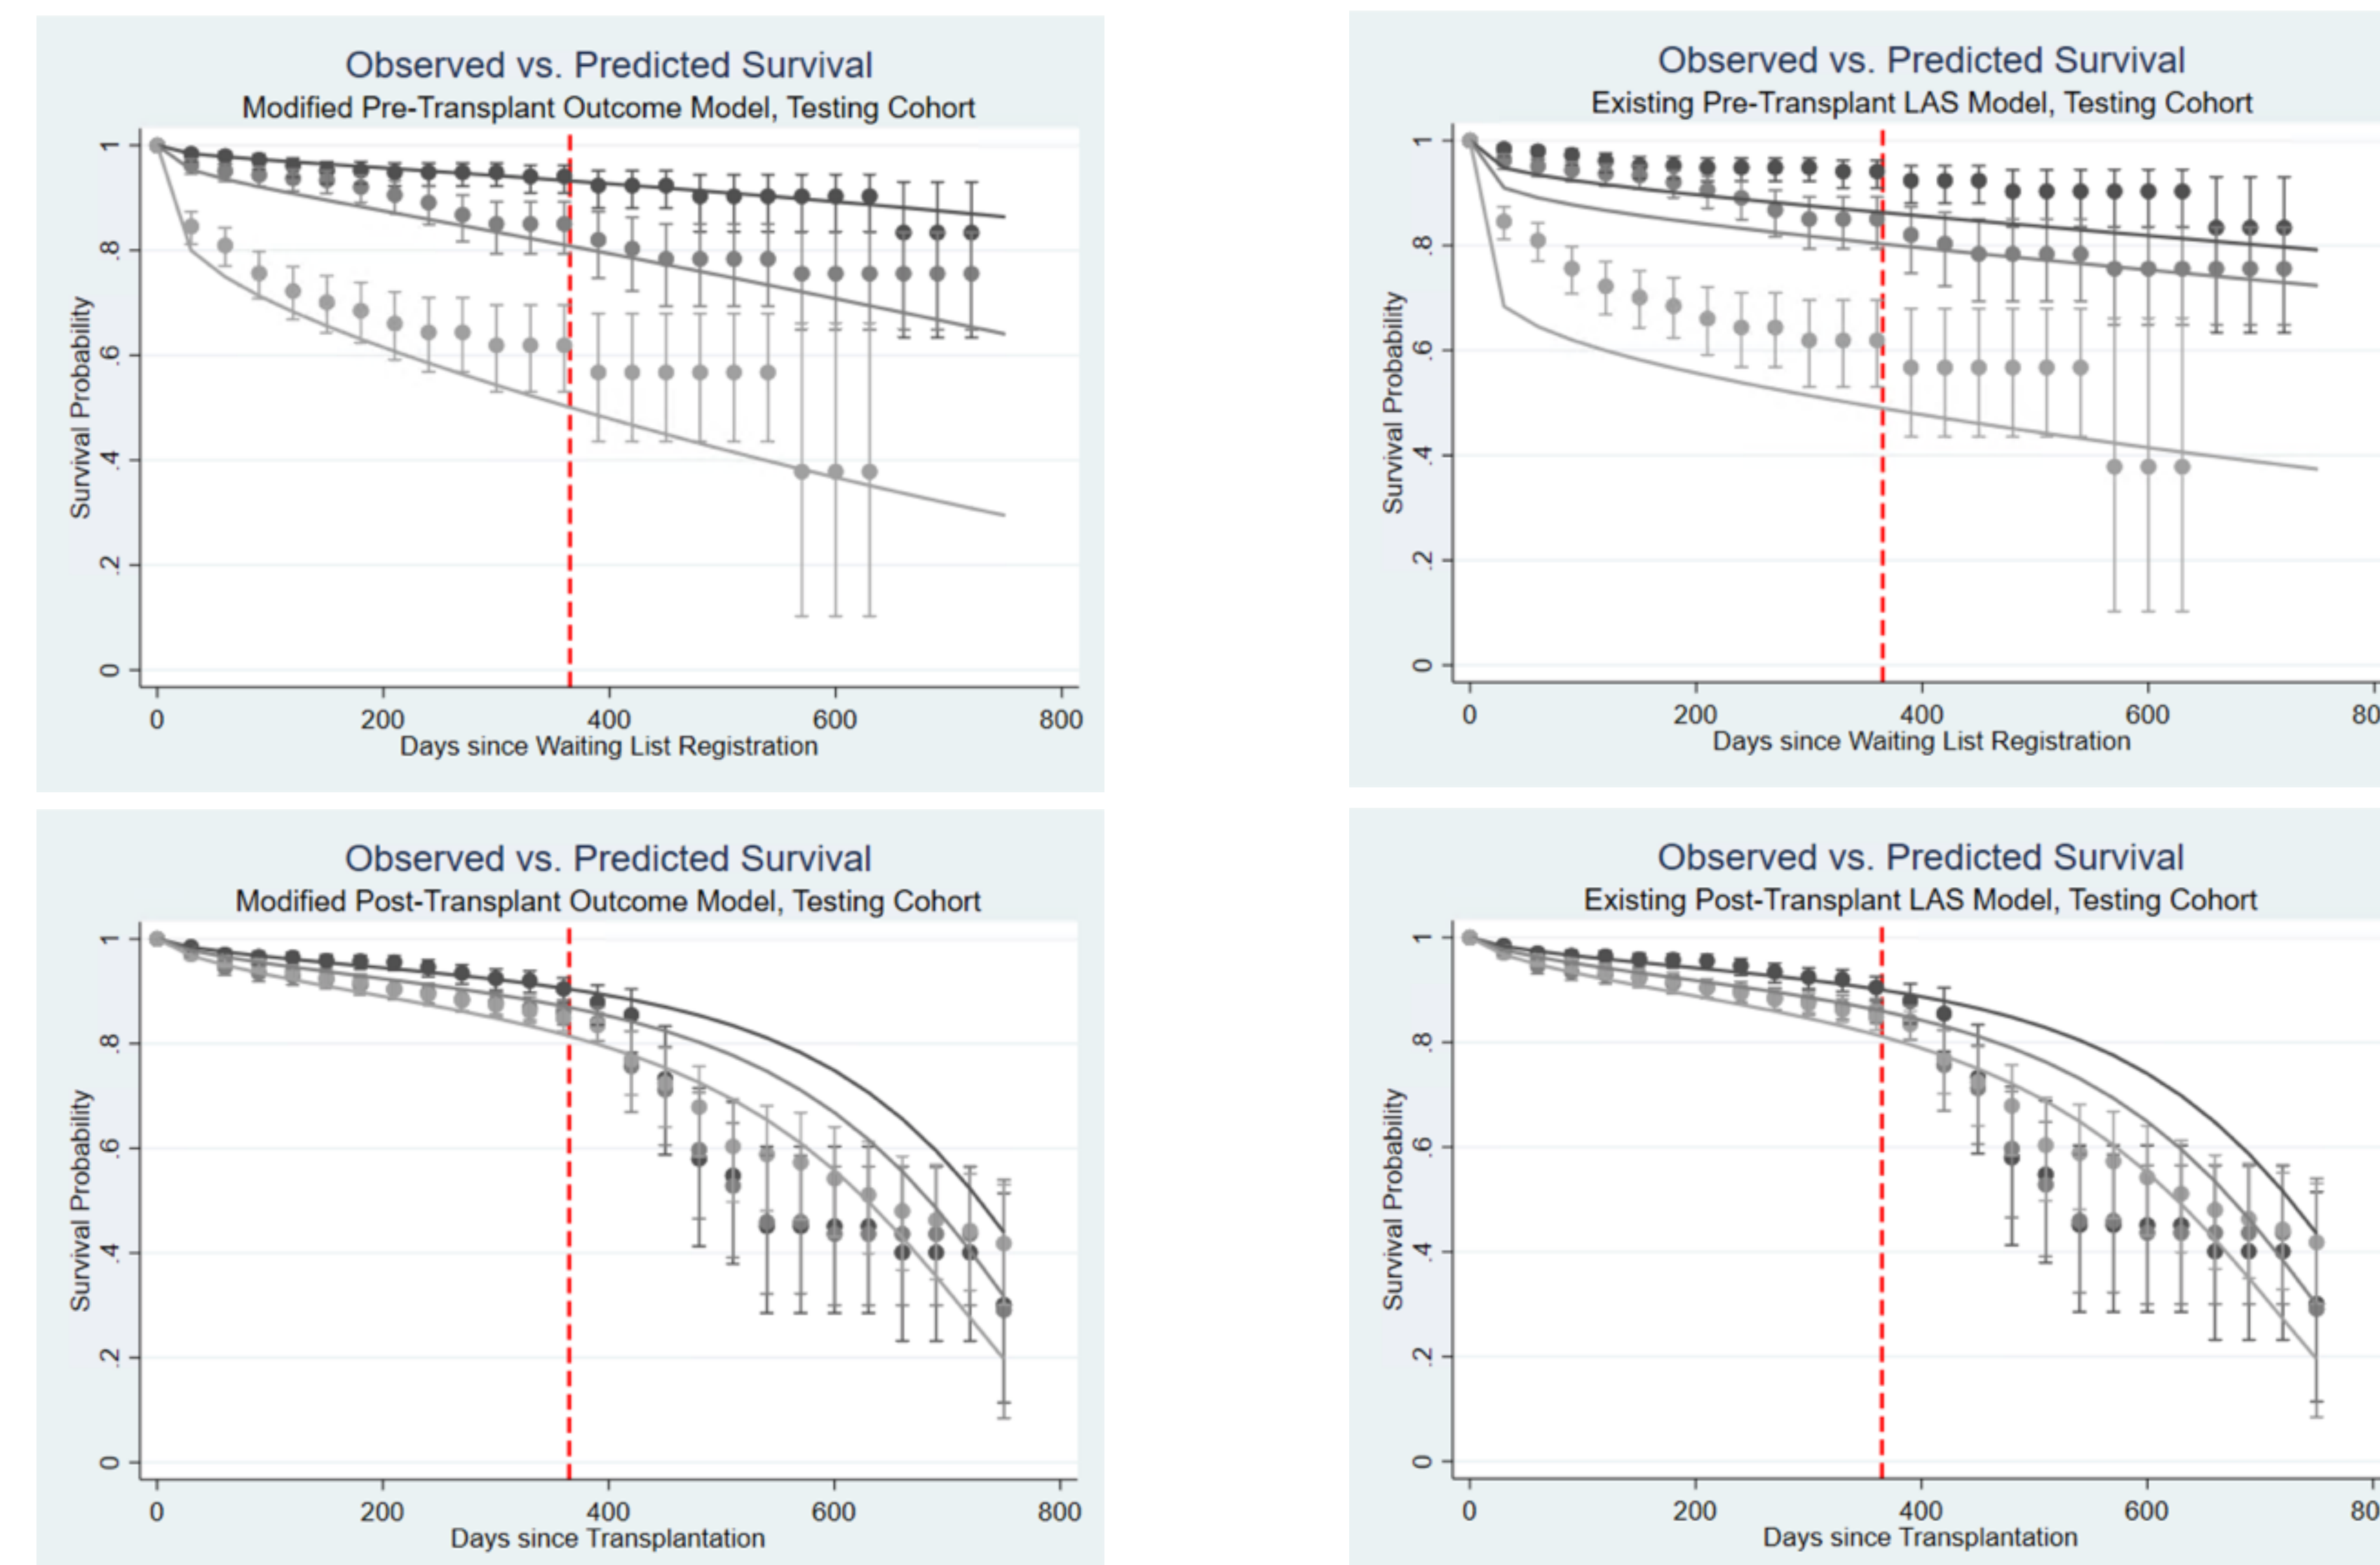 Observed vs. Predicted Survival
Modified Pre-Transplant Outcome Model, Testing Cohort
Survival Probability
1
.8
.6
.4
.2
0
0 200 400 600 800
Days since Waiting List Registration
Observed vs. Predicted Survival
Existing Pre-Transplant LAS Model, Testing Cohort
Survival Probability
1
.8
.6
.4
.2
0
0 200 400 600 80
Days since Waiting List Registration
Observed vs. Predicted Survival
Modified Post-Transplant Outcome Model, Testing Cohort
Survival Probability
1
.8
.6
.4
.2
0
0 200 400 600 800
Days since Transplantation
Observed vs. Predicted Survival
Existing Post-Transplant LAS Model, Testing Cohort
Survival Probability
1
.8
.6
.4
.2
0
0 200 400 600 80
Days since Transplantation